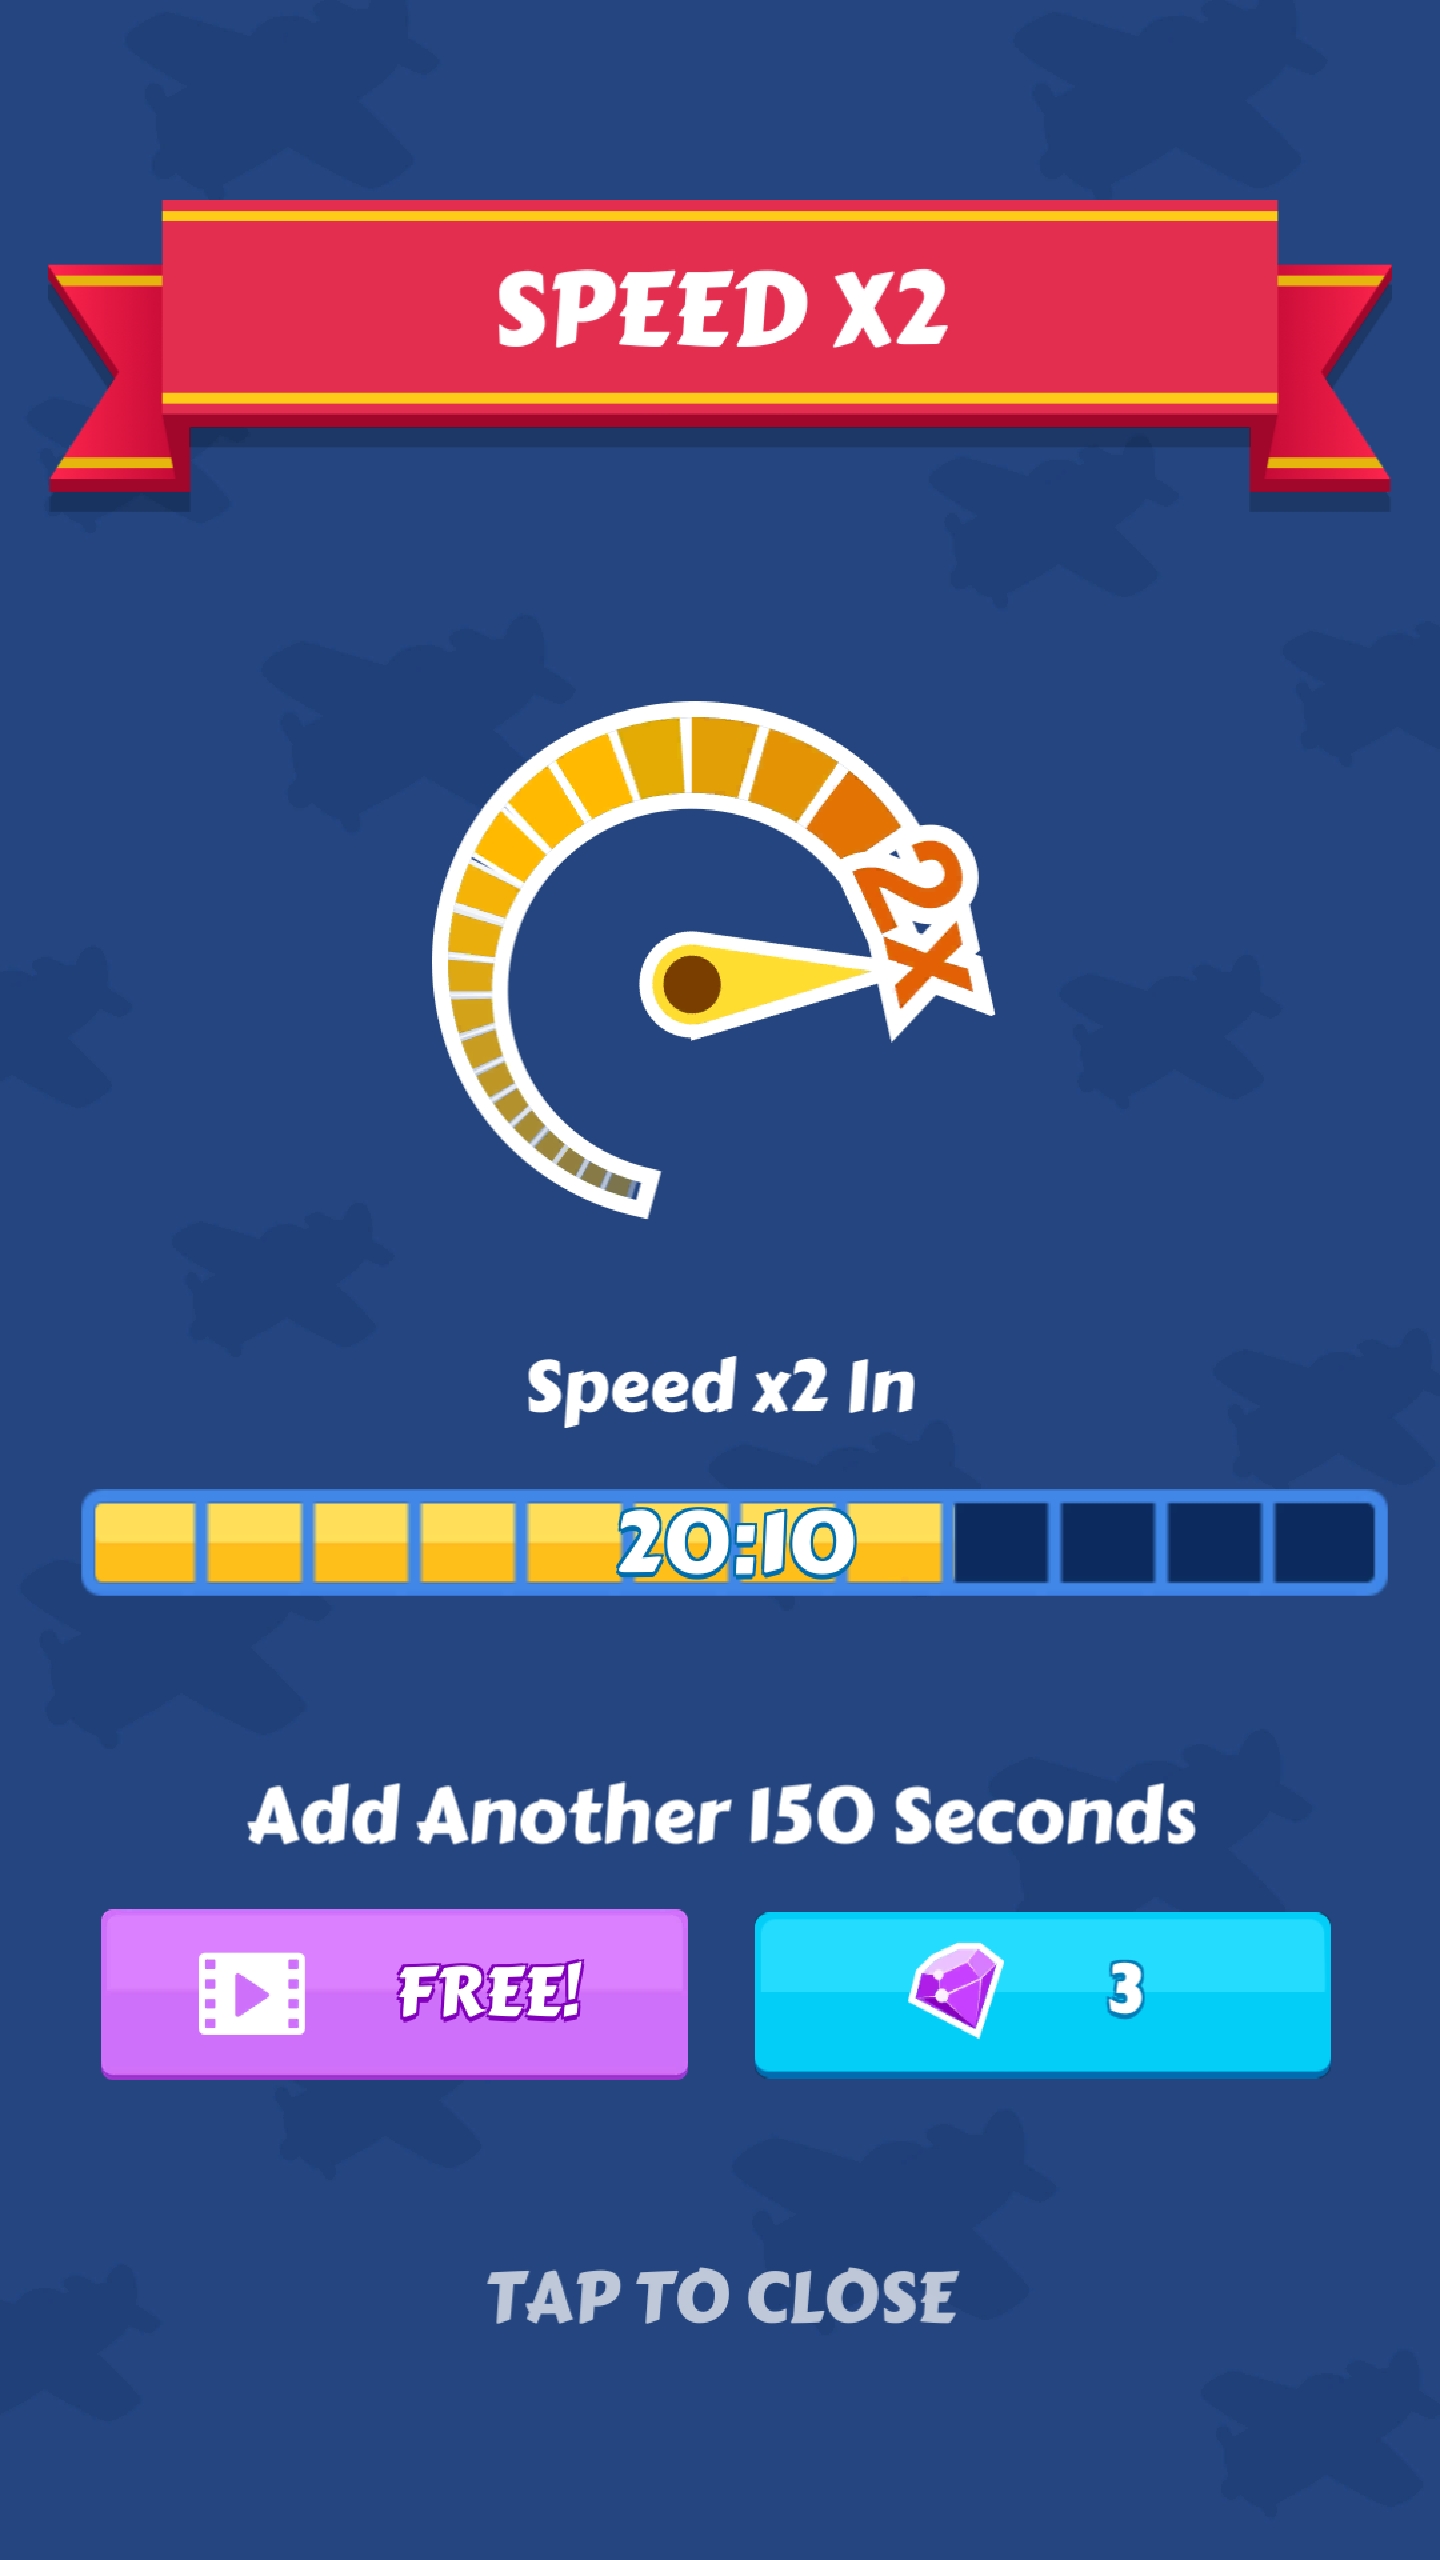 SPEED X2
2x
Speed x2 In
20:10
Add Another 150 Seconds
FREE!
3
TAP TO CLOSE